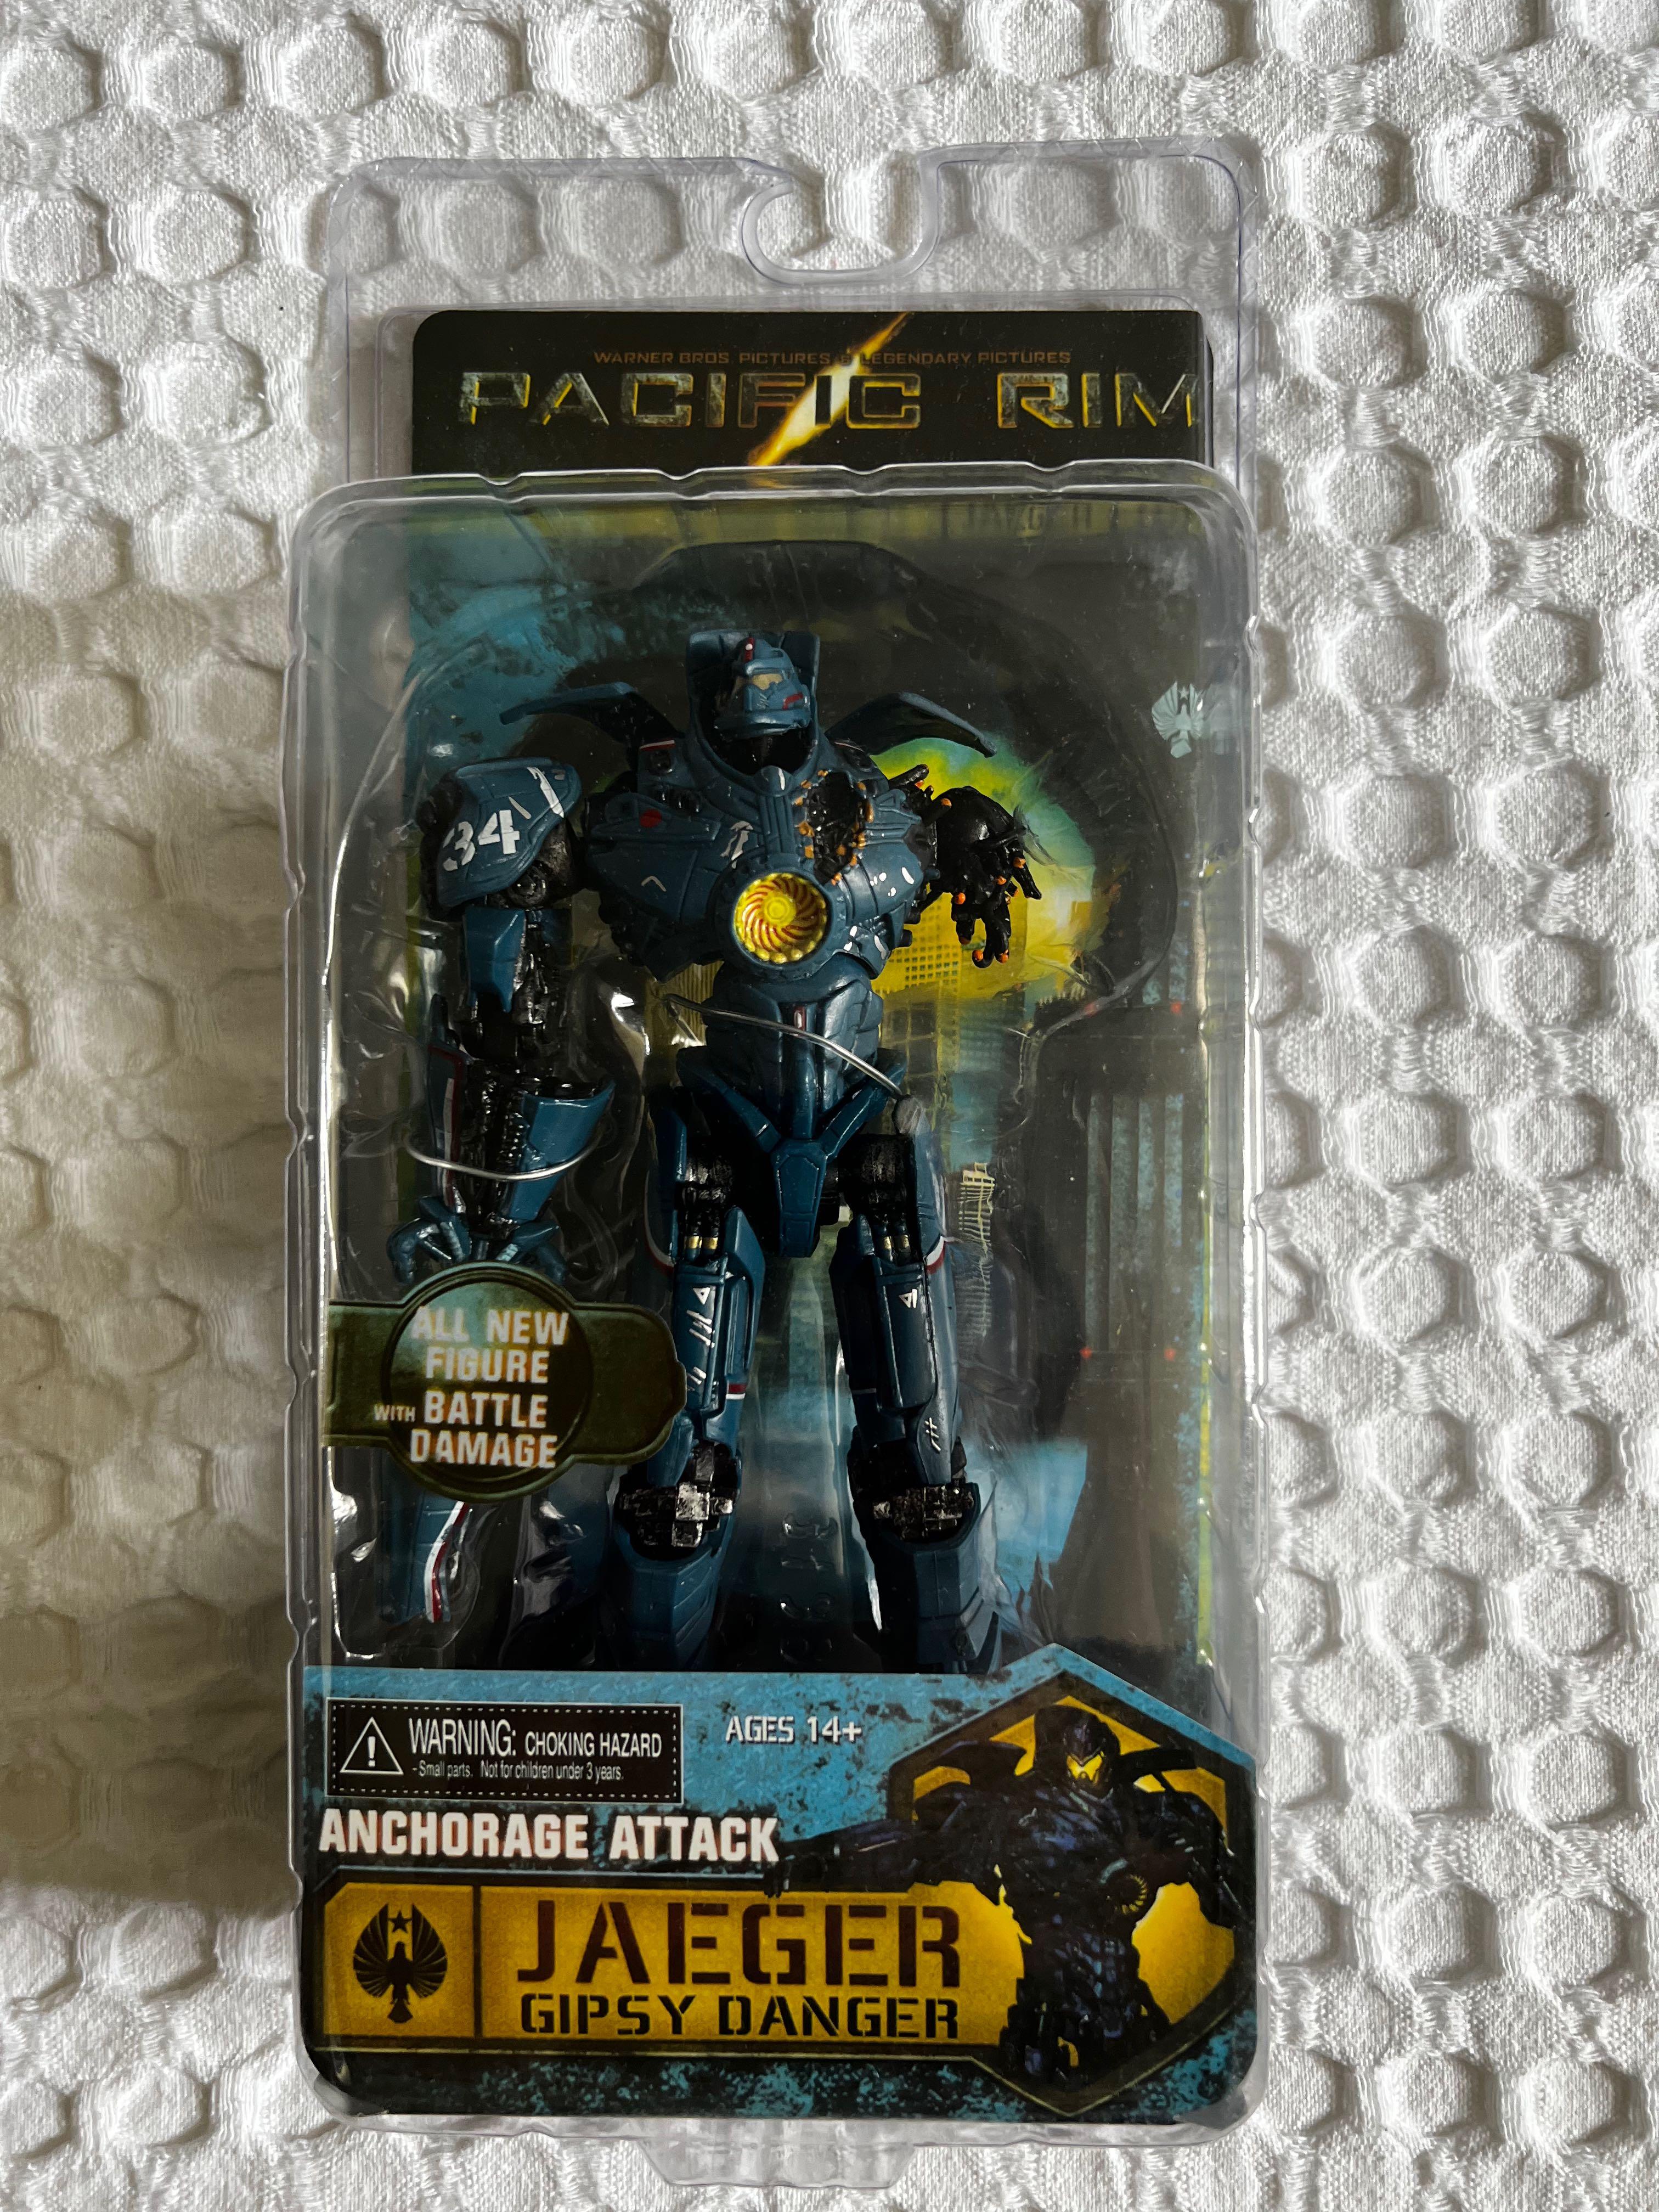 WARNER BROS. PICTURES & LEGENDARY PICTURES
PACIFIC RIM
34
ALL NEW
FIGURE
WITH BATTLE
DAMAGE
WARNING: CHOKING HAZARD
- Small parts. Not for children under 3 years.
AGES 14+
ANCHORAGE ATTACK
JAEGER
GIPSY DANGER